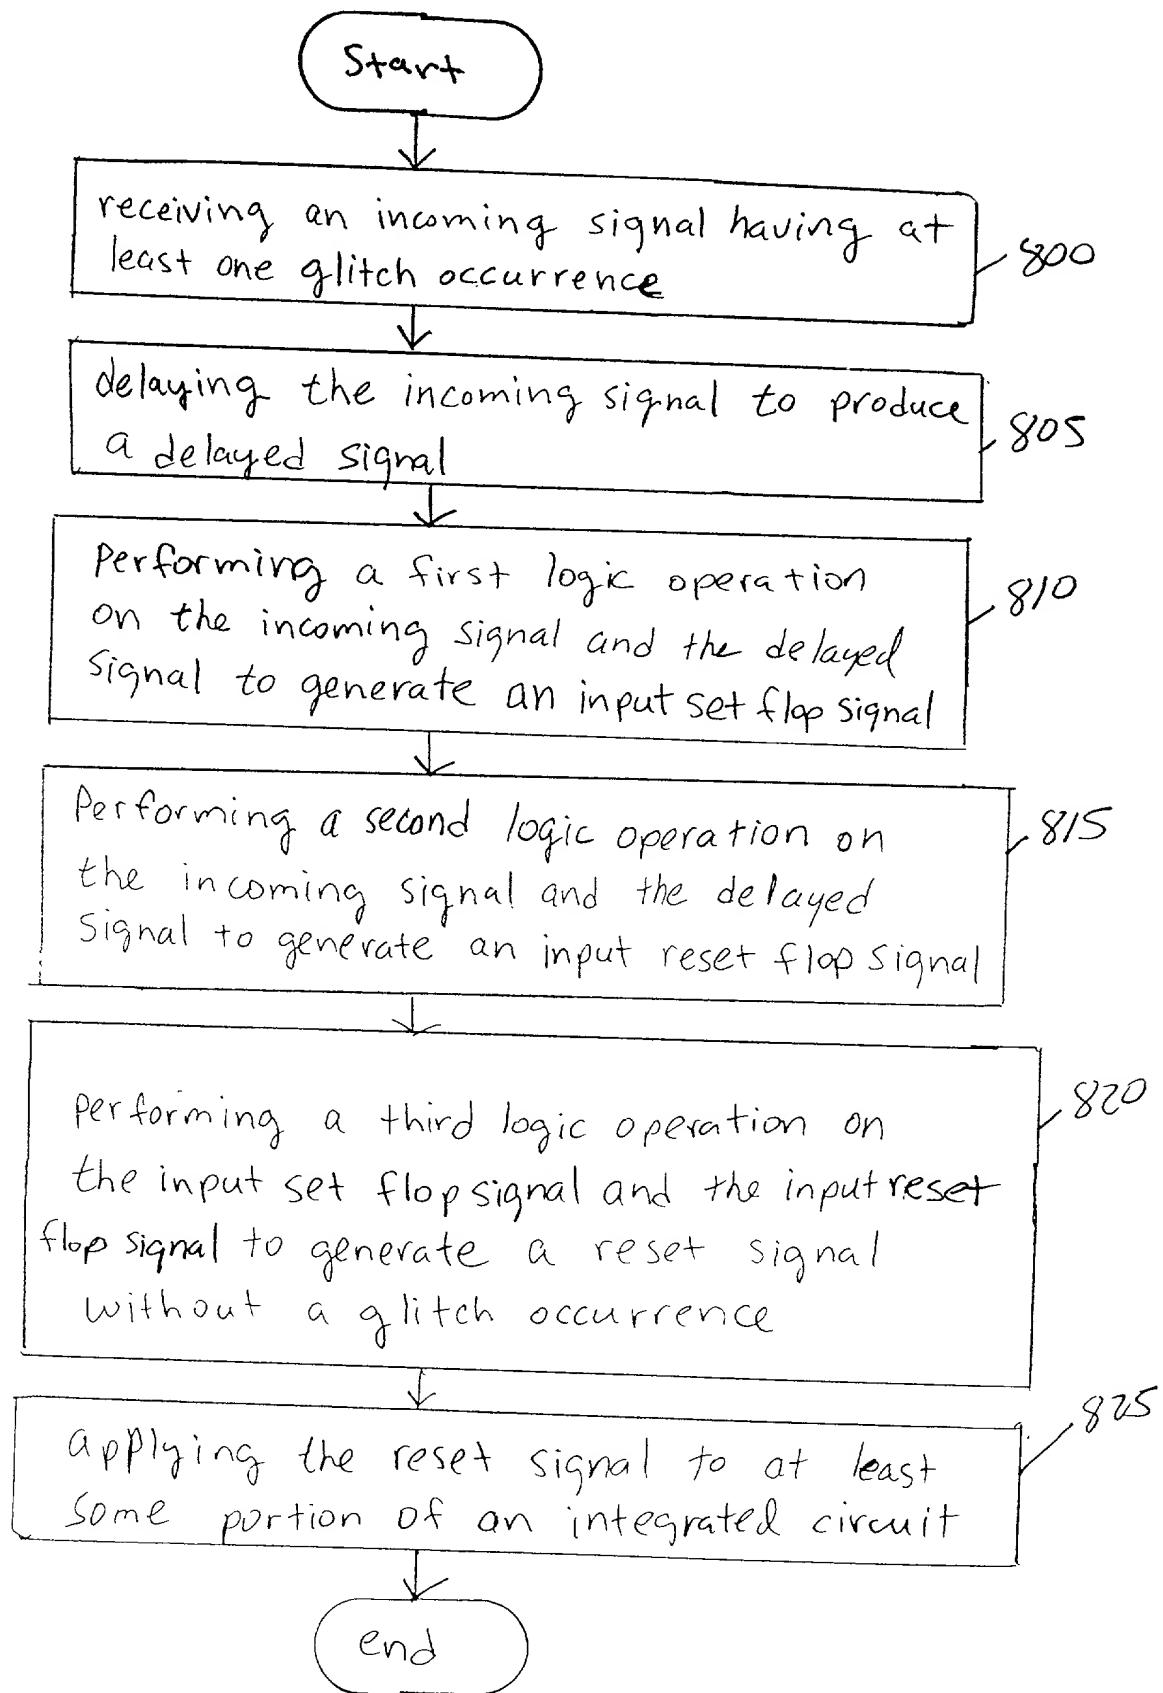 Start
receiving an incoming signal having at
least one glitch occurrence
800
delaying the incoming signal to produce
a delayed signal
805
Performing a first logic operation
on the incoming signal and the delayed
signal to generate an input set flop signal
810
Performing a second logic operation on
the incoming signal and the delayed
signal to generate an input reset flop signal
815
performing a third logic operation on
the input set flop signal and the input reset
flop signal to generate a reset signal
without a glitch occurrence
820
applying the reset signal to at least
some portion of an integrated circuit
825
end